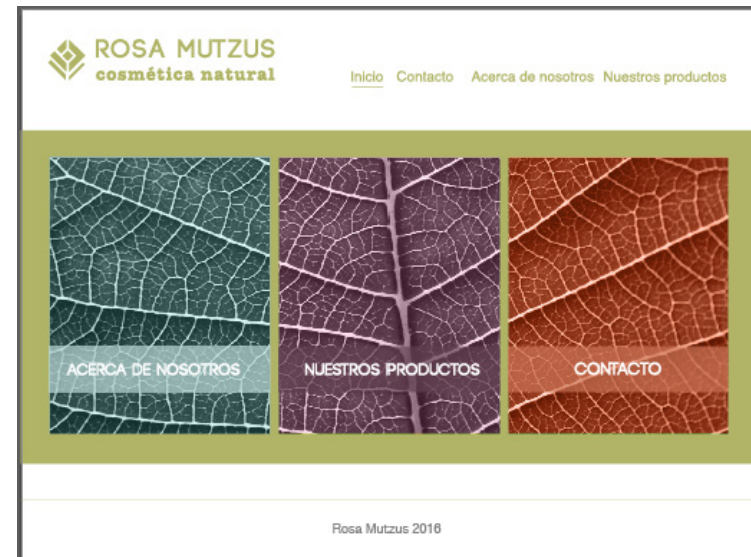 ROSA MUTZUS
cosmética natural
Inicio Contacto Acerca de nosotros Nuestros productos
ACERCA DE NOSOTROS
NUESTROS PRODUCTOS
CONTACTO
Rosa Mutzus 2016